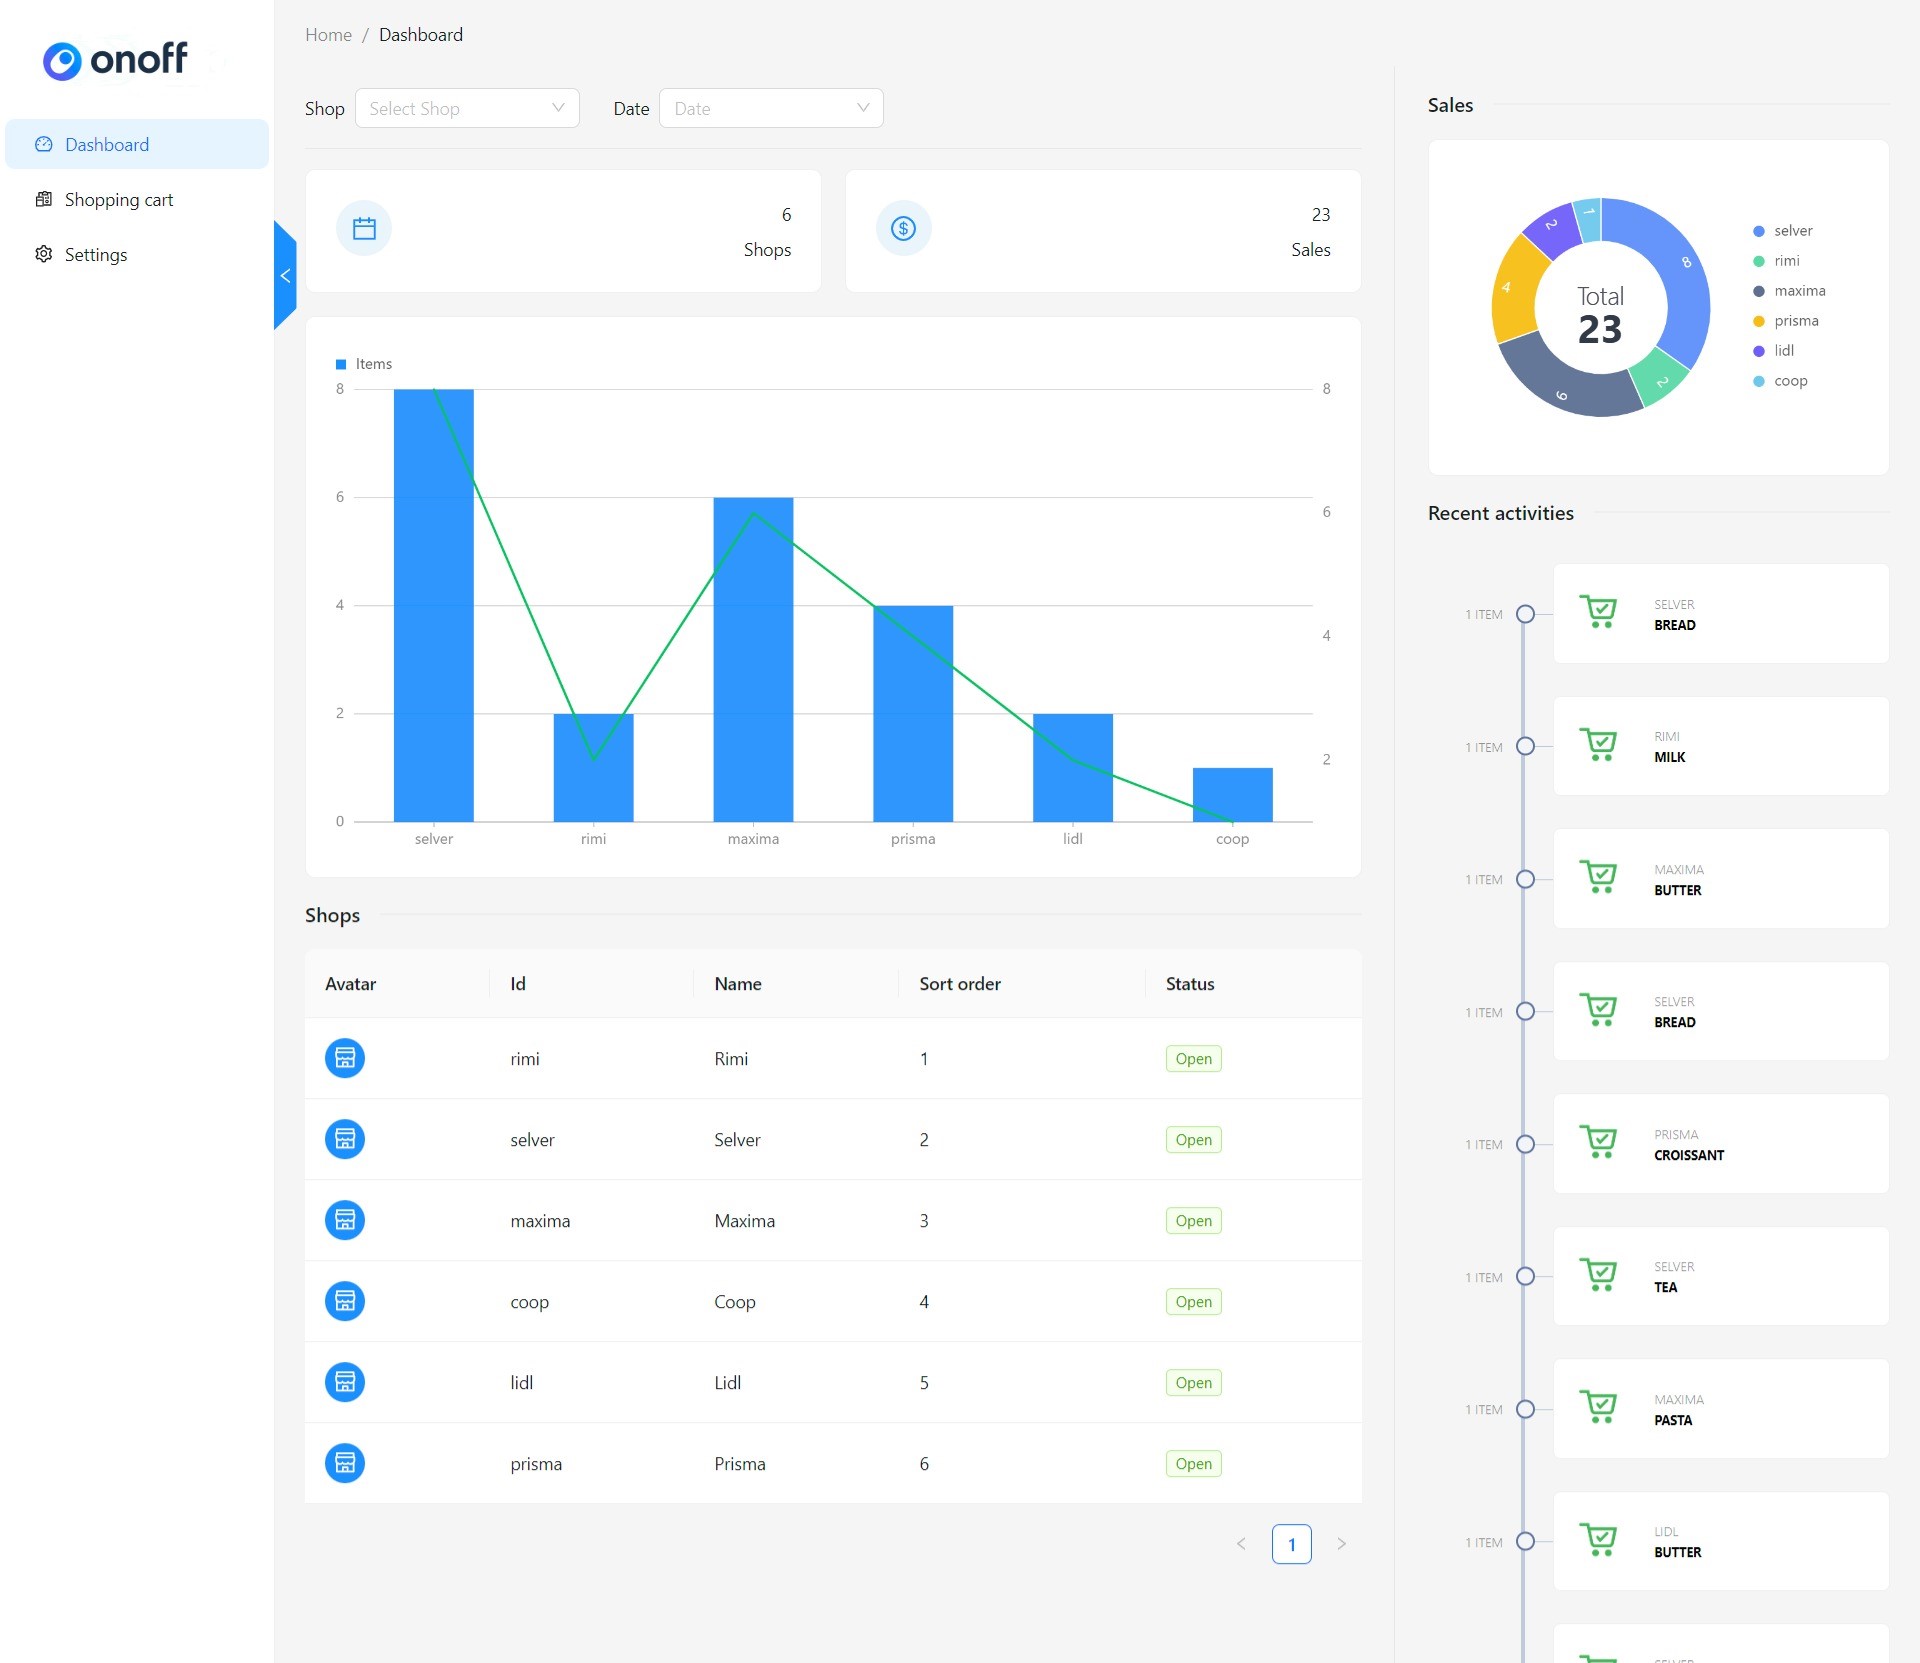 onoff
Dashboard
Shopping cart
Settings
Home / Dashboard
Shop Select Shop Date Date
6
Shops
23
Sales
Items
8 8
6 6
4 4
2 2
0
selver rimi maxima prisma lidl coop
Shops
Avatar Id Name Sort order Status
rimi Rimi 1 Open
selver Selver 2 Open
maxima Maxima 3 Open
coop Coop 4 Open
lidl Lidl 5 Open
prisma Prisma 6 Open
< 1 >
Sales
8
2
6
4
2
1
Total
23
selver
rimi
maxima
prisma
lidl
coop
Recent activities
1 ITEM
SELVER
BREAD
1 ITEM
RIMI
MILK
1 ITEM
MAXIMA
BUTTER
1 ITEM
SELVER
BREAD
1 ITEM
PRISMA
CROISSANT
1 ITEM
SELVER
TEA
1 ITEM
MAXIMA
PASTA
1 ITEM
LIDL
BUTTER